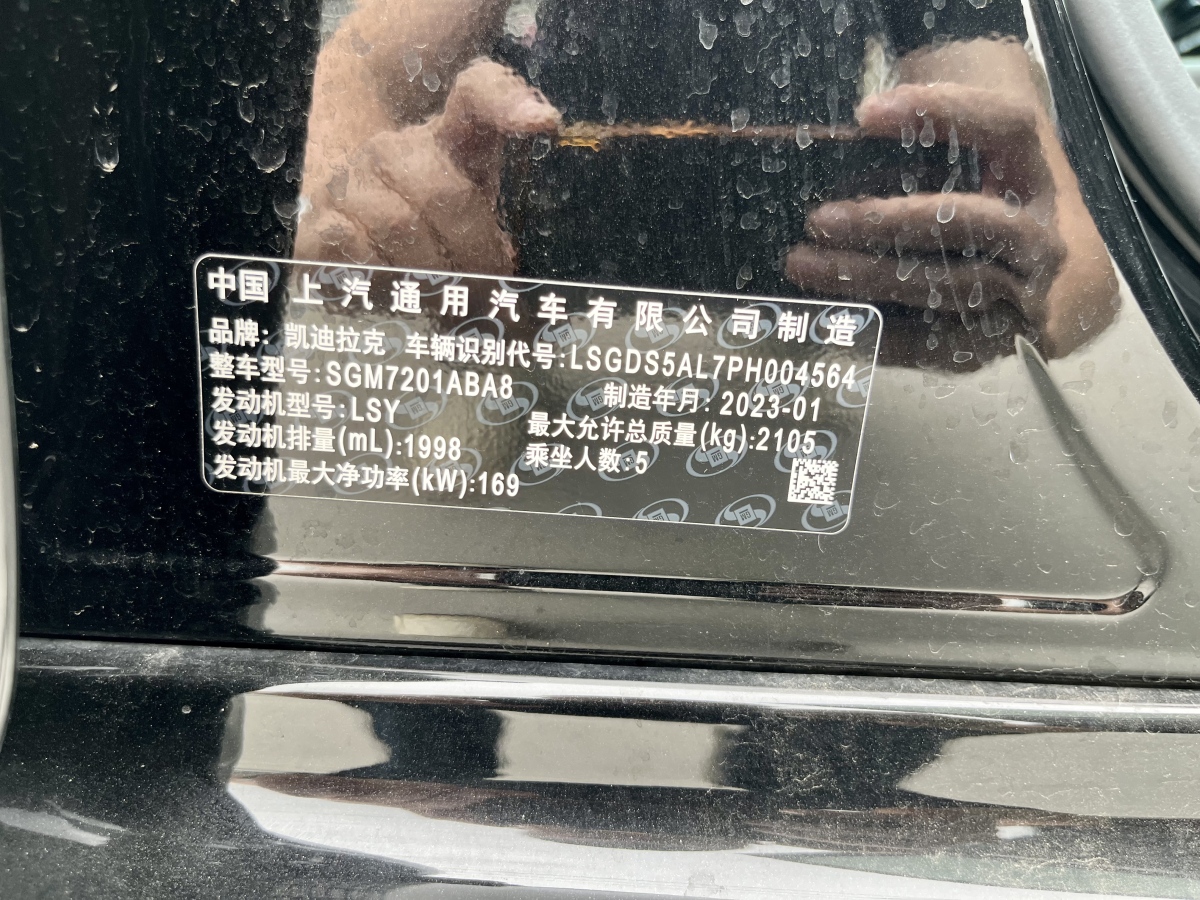 中国 上汽通用汽车有限公司制造
品牌: 凯迪拉克 车辆识别代号:LSGDS5AL7PH004564
整车型号:SGM7201ABA8 制造年月: 2023-01
发动机型号:LSY 最大允许总质量(kg):2105
发动机排量(mL):1998 乘坐人数:5
发动机最大净功率(kW):169